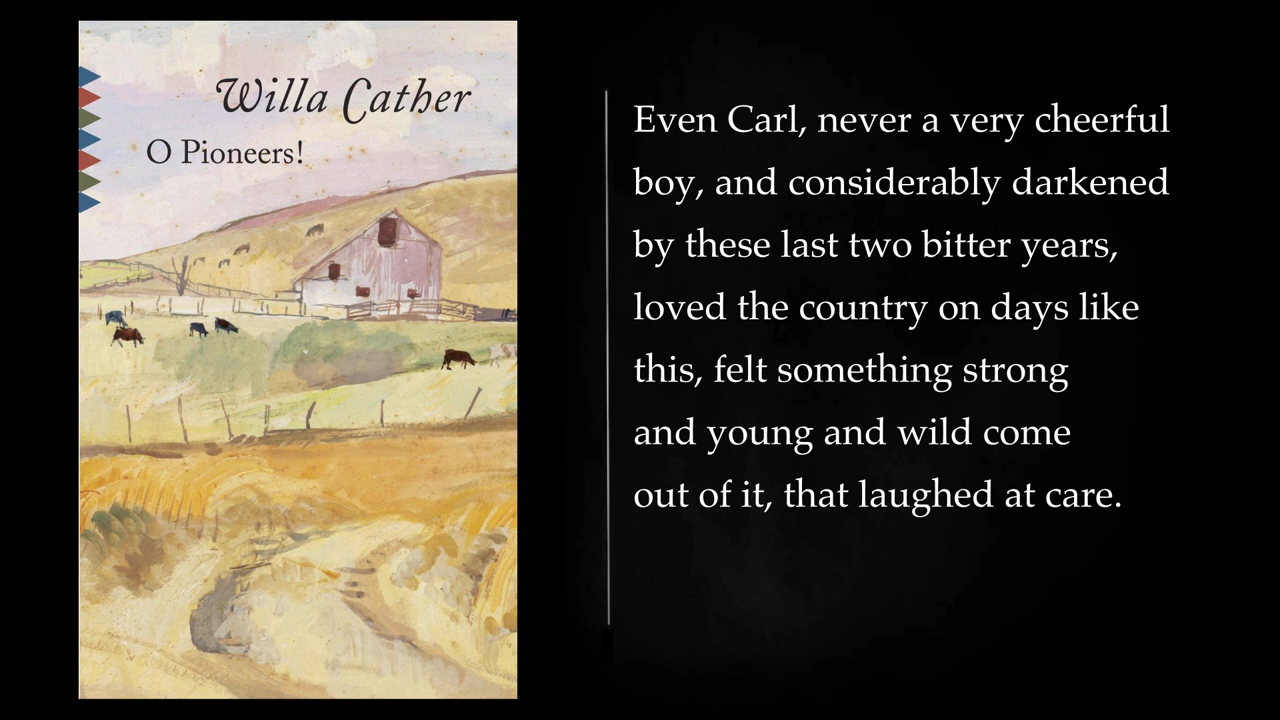 Willa Cather
O Pioneers!
Even Carl, never a very cheerful
boy, and considerably darkened
by these last two bitter years,
loved the country on days like
this, felt something strong
and young and wild come
out of it, that laughed at care.